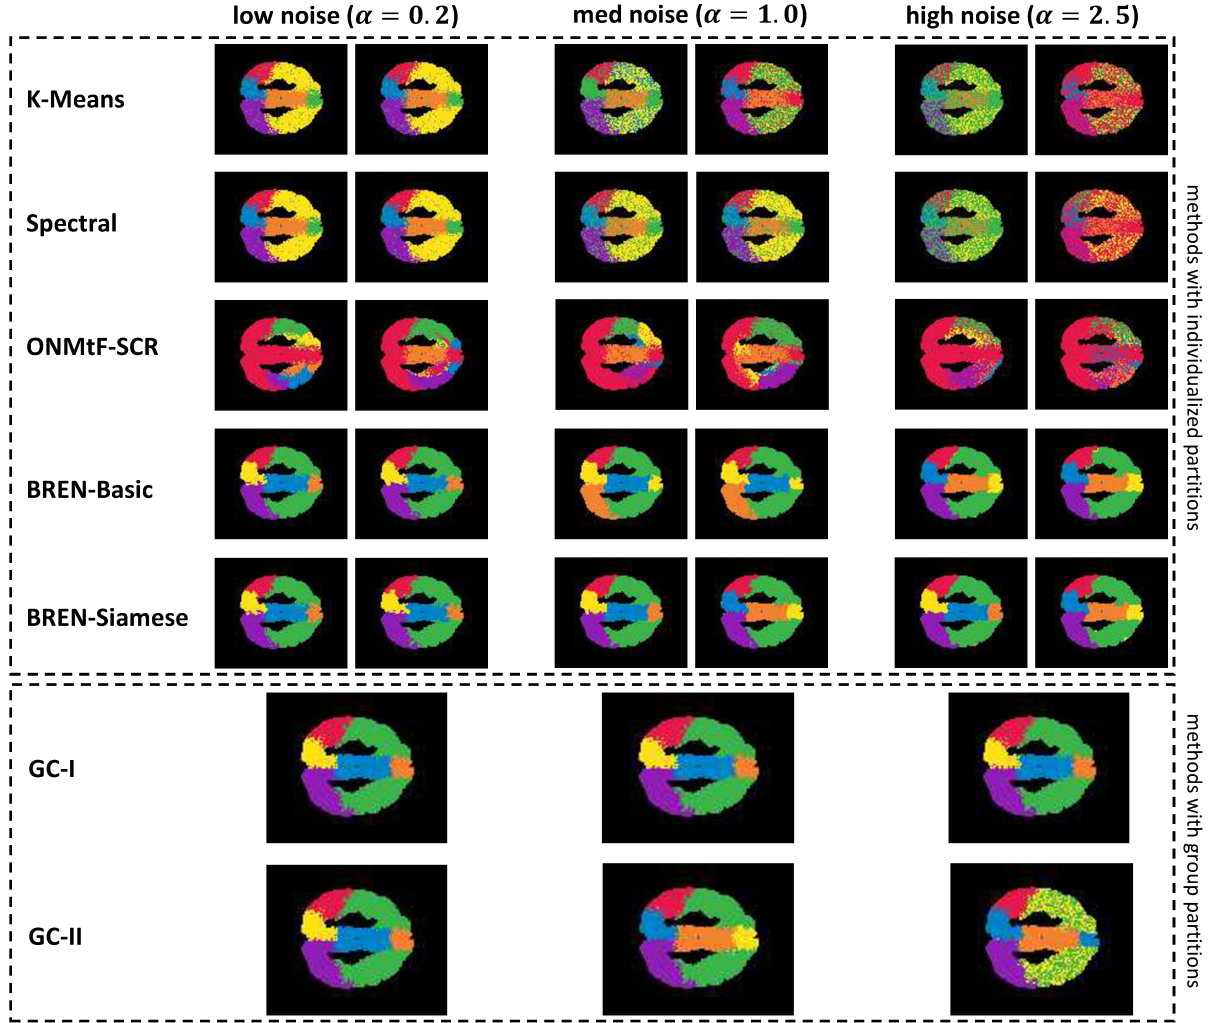 low noise (α = 0.2)
med noise (α = 1.0)
high noise (α = 2.5)
K-Means
Spectral
ONMtF-SCR
BREN-Basic
BREN-Siamese
methods with individualized partitions
GC-I
GC-II
methods with group partitions